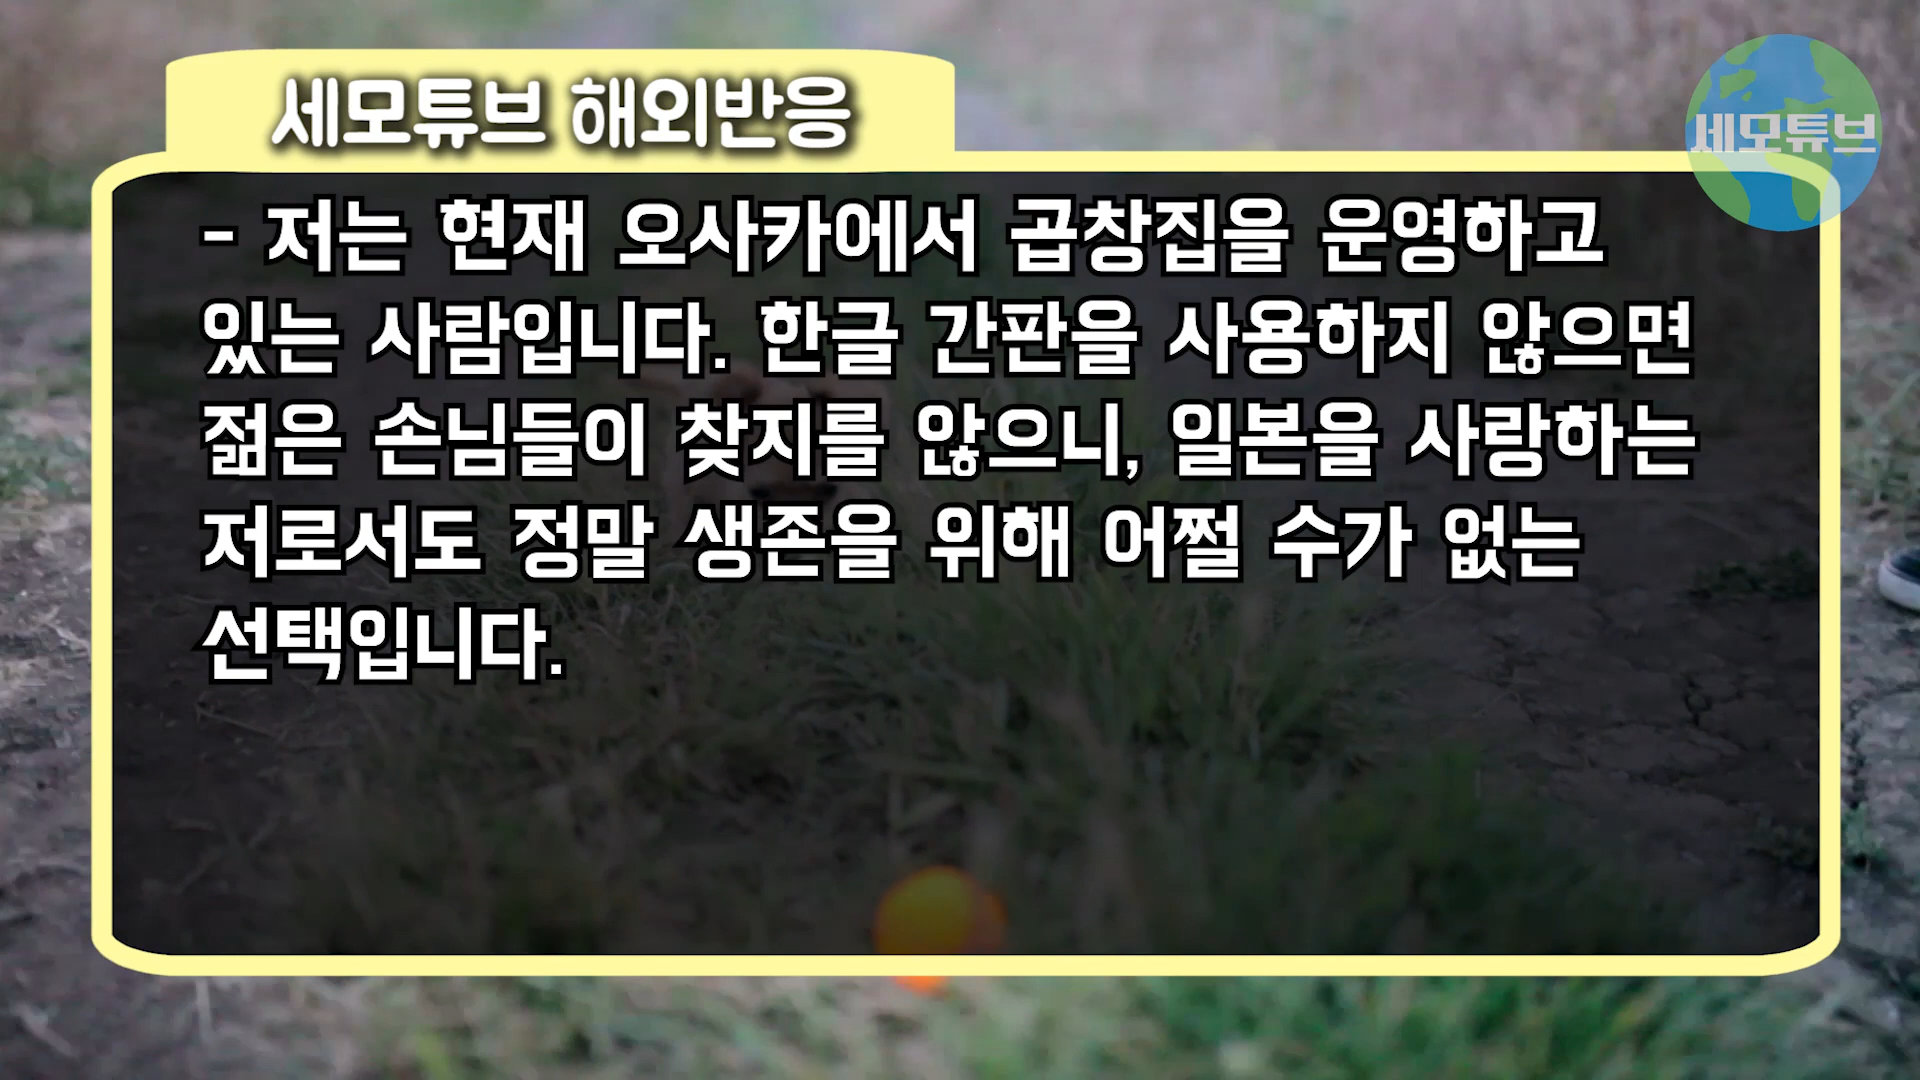 세모튜브 해외반응
세모튜브
- 저는 현재 오사카에서 곱창집을 운영하고
있는 사람입니다. 한글 간판을 사용하지 않으면
젊은 손님들이 찾지를 않으니, 일본을 사랑하는
저로서도 정말 생존을 위해 어쩔 수가 없는
선택입니다.